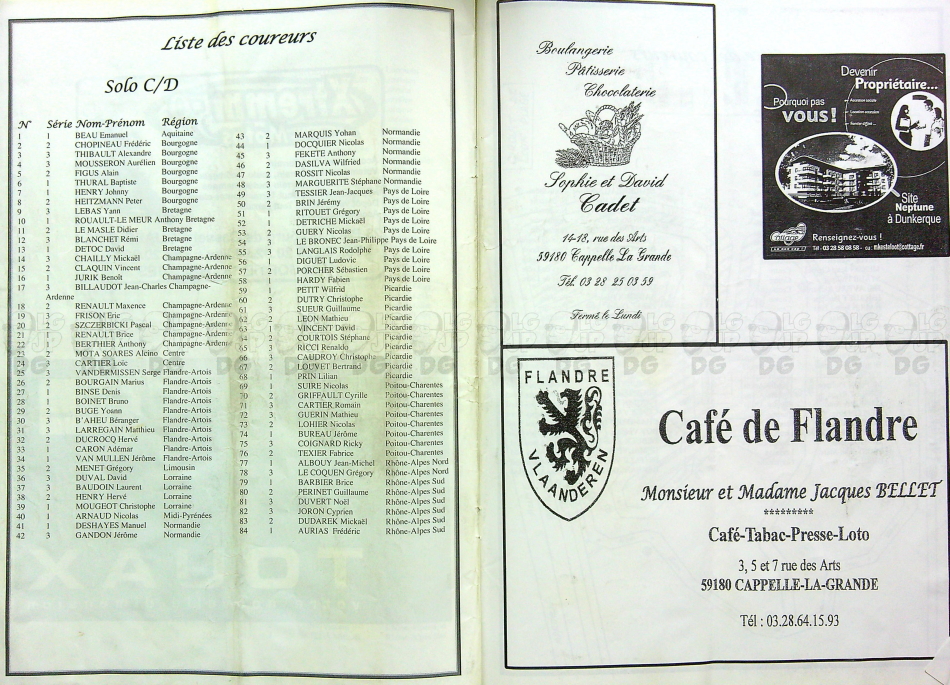 Liste des coureurs
Solo C/D
N° Série Nom-Prénom Région
1 1 BEAU Emanuel Aquitaine
2 2 CHOPINEAU Frédéric Bourgogne
3 3 THIBAULT Alexandre Bourgogne
4 3 MOUSSERON Aurélien Bourgogne
5 2 FIGUS Alain Bourgogne
6 1 THURAL Baptiste Bourgogne
7 1 HENRY Johnny Bourgogne
8 2 HEITZMANN Peter Bourgogne
9 3 LEBAS Yann Bretagne
10 1 ROUAULT-LE MEUR Anthony Bretagne
11 2 LE MASLE Didier Bretagne
12 3 BLANCHET Rémi Bretagne
13 1 DETOC David Bretagne
14 3 CHAILLY Mickaël Champagne-Ardenne
15 2 CLAQUIN Vincent Champagne-Ardenne
16 1 JURIK Benoît Champagne-Ardenne
17 3 BILLAUDOT Jean-Charles Champagne-
Ardenne
18 2 RENAULT Maxence Champagne-Ardenne
19 3 FRISON Eric Champagne-Ardenne
20 2 SZCZERBICKI Pascal Champagne-Ardenne
21 1 RENAULT Brice Champagne-Ardenne
22 1 BERTHIER Anthony Champagne-Ardenne
23 2 MOTA SOARES Alcino Centre
24 3 CARTIER Loïc Centre
25 3 VANDERMISSEN Serge Flandre-Artois
26 2 BOURGAIN Marius Flandre-Artois
27 1 BINSE Denis Flandre-Artois
28 1 BOINET Bruno Flandre-Artois
29 2 BUGE Yoann Flandre-Artois
30 3 B'AHEU Béranger Flandre-Artois
31 3 LARREGAIN Matthieu Flandre-Artois
32 2 DUCROCQ Hervé Flandre-Artois
33 1 CARON Adémar Flandre-Artois
34 1 VAN MULLEN Jérôme Flandre-Artois
35 2 MENET Grégory Limousin
36 3 DUVAL David Lorraine
37 3 BAUDOIN Laurent Lorraine
38 2 HENRY Hervé Lorraine
39 1 MOUGEOT Christophe Lorraine
40 1 ARNAUD Nicolas Midi-Pyrénées
41 1 DESHAYES Manuel Normandie
42 3 GANDON Jérôme Normandie
43 2 MARQUIS Yohan Normandie
44 1 DOCQUIER Nicolas Normandie
45 3 FEKETE Anthony Normandie
46 2 DASILVA Wilfried Normandie
47 2 ROSSIT Nicolas Normandie
48 3 MARGUERITE Stéphane Normandie
49 3 TESSIER Jean-Jacques Pays de Loire
50 2 BRIN Jérémy Pays de Loire
51 1 RITOUET Grégory Pays de Loire
52 1 DETRICHE Mickaël Pays de Loire
53 2 GUERY Nicolas Pays de Loire
54 3 LE BRONEC Jean-Philippe Pays de Loire
55 3 LANGLAIS Rodolphe Pays de Loire
56 1 DIGUET Ludovic Pays de Loire
57 2 PORCHER Sébastien Pays de Loire
58 1 HARDY Fabien Pays de Loire
59 1 PETIT Wilfrid Picardie
60 2 DUTRY Christophe Picardie
61 3 SUEUR Guillaume Picardie
62 2 LEON Mathieu Picardie
63 1 VINCENT David Picardie
64 2 COURTOIS Stéphane Picardie
65 3 RICCI Renaldo Picardie
66 3 CAUDROY Christophe Picardie
67 2 LOUVET Bertrand Picardie
68 1 PRIN Lilian Picardie
69 1 SUIRE Nicolas Poitou-Charentes
70 2 GRIFFAULT Cyrille Poitou-Charentes
71 3 CARTIER Romain Poitou-Charentes
72 3 GUERIN Mathieu Poitou-Charentes
73 2 LOHIER Nicolas Poitou-Charentes
74 1 BUREAU Jérôme Poitou-Charentes
75 3 COIGNARD Ricky Poitou-Charentes
76 2 TEXIER Fabrice Poitou-Charentes
77 1 ALBOUY Jean-Michel Rhône-Alpes Nord
78 3 LE COQUEN Grégory Rhône-Alpes Nord
79 1 BARBIER Brice Rhône-Alpes Sud
80 2 PERINET Guillaume Rhône-Alpes Sud
81 3 DUVERT Noël Rhône-Alpes Sud
82 3 JORON Cyprien Rhône-Alpes Sud
83 2 DUDAREK Mickaël Rhône-Alpes Sud
84 1 AURIAS Frédéric Rhône-Alpes Sud
Boulangerie
Pâtisserie
Chocolaterie
Sophie et David
Cadet
14-18, rue des Arts
59180 Cappelle La Grande
Tél. 03 28 25 03 59
Fermé le Lundi
Devenir
Propriétaire...
Pourquoi pas
vous !
Site
Neptune
à Dunkerque
cottage
Renseignez-vous !
Tél : 03 28 58 08 58
FLANDRE
VLAANDEREN
Café de Flandre
Monsieur et Madame Jacques BELLET
*********
Café-Tabac-Presse-Loto
3, 5 et 7 rue des Arts
59180 CAPPELLE-LA-GRANDE
Tél : 03.28.64.15.93